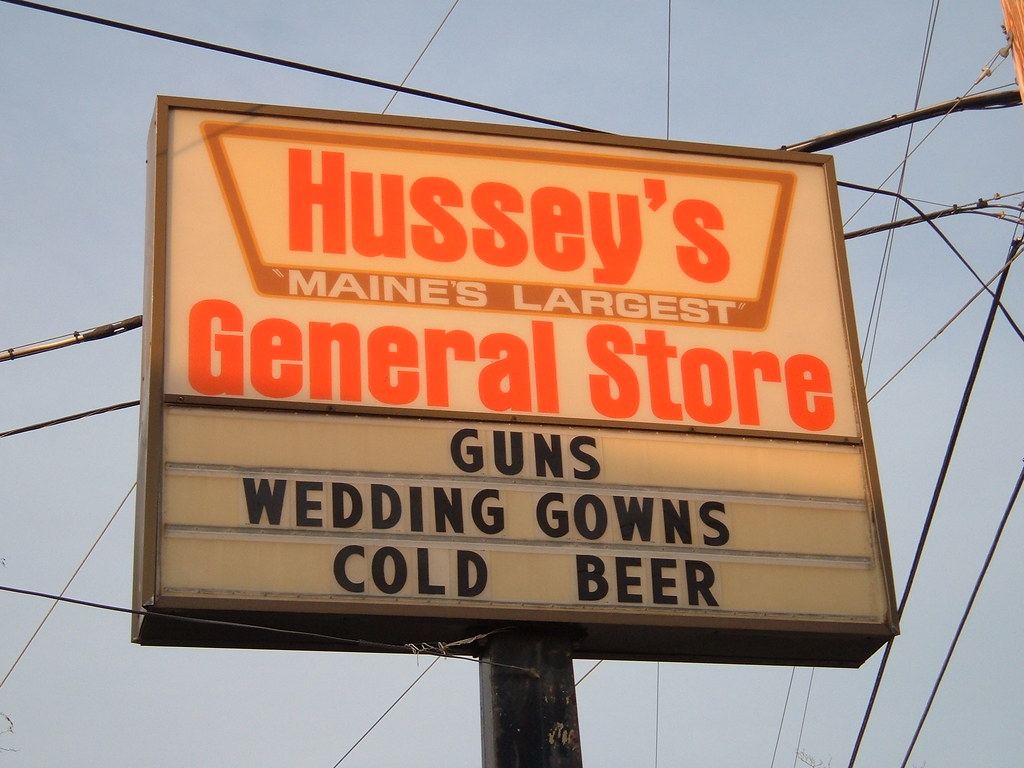 Hussey's
"MAINE'S LARGEST"
General Store
GUNS
WEDDING GOWNS
COLD BEER